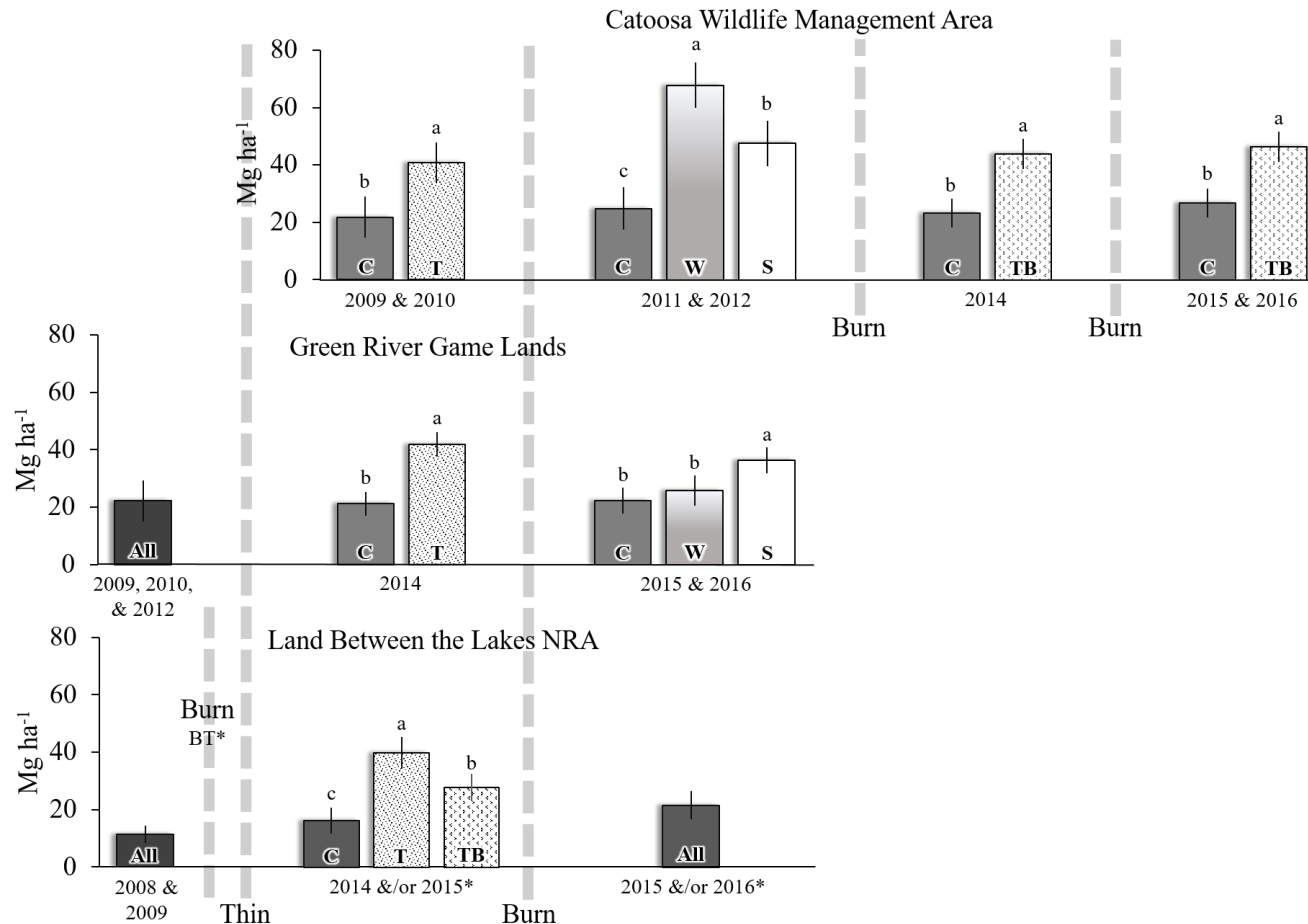 Catoosa Wildlife Management Area
80
60
40
20
0
Mg ha⁻¹
b
a
C
T
2009 & 2010
c
a
b
C
W
S
2011 & 2012
b
a
C
TB
2014
b
a
C
TB
2015 & 2016
Burn
Burn
Green River Game Lands
80
60
40
20
0
Mg ha⁻¹
All
2009, 2010,
& 2012
b
a
C
T
2014
b
b
a
C
W
S
2015 & 2016
Land Between the Lakes NRA
80
60
40
20
0
Mg ha⁻¹
Burn
BT*
All
2008 &
2009
c
a
b
C
T
TB
2014 &/or 2015*
All
2015 &/or 2016*
Thin
Burn